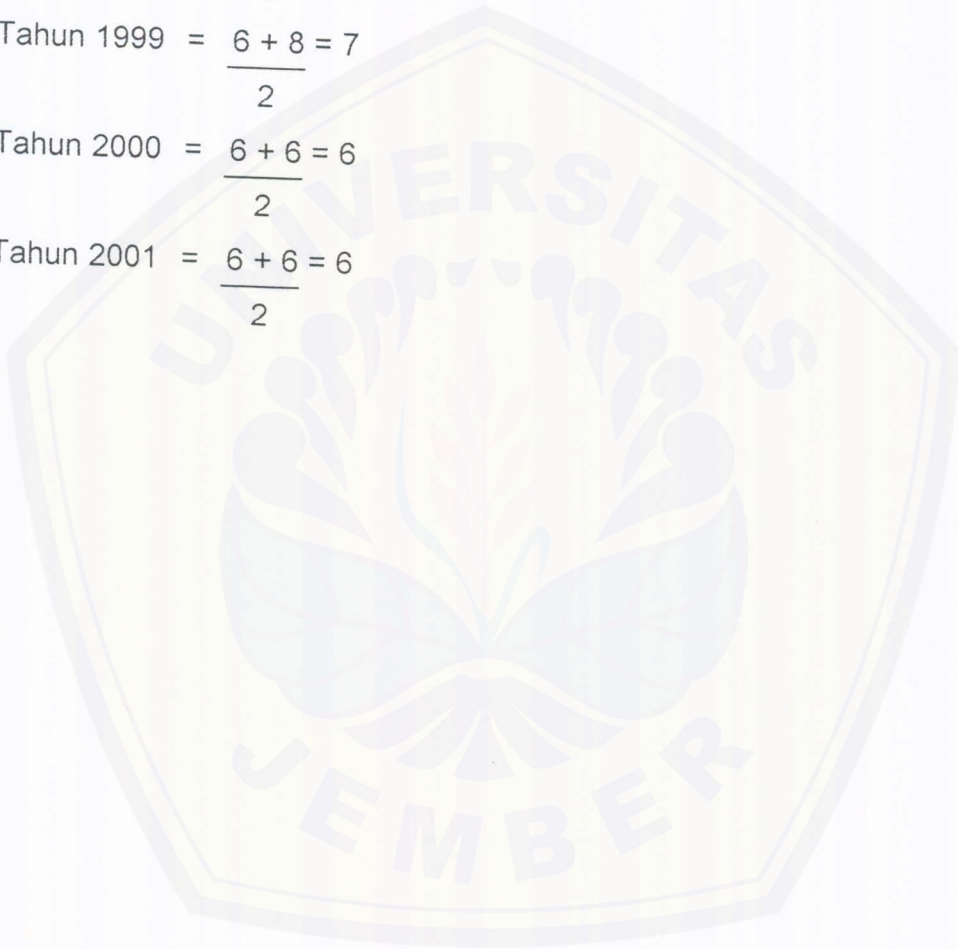 Tahun 1999 = 6 + 8 = 7
2
Tahun 2000 = 6 + 6 = 6
2
Tahun 2001 = 6 + 6 = 6
2
UNIVERSITAS
JEMBER